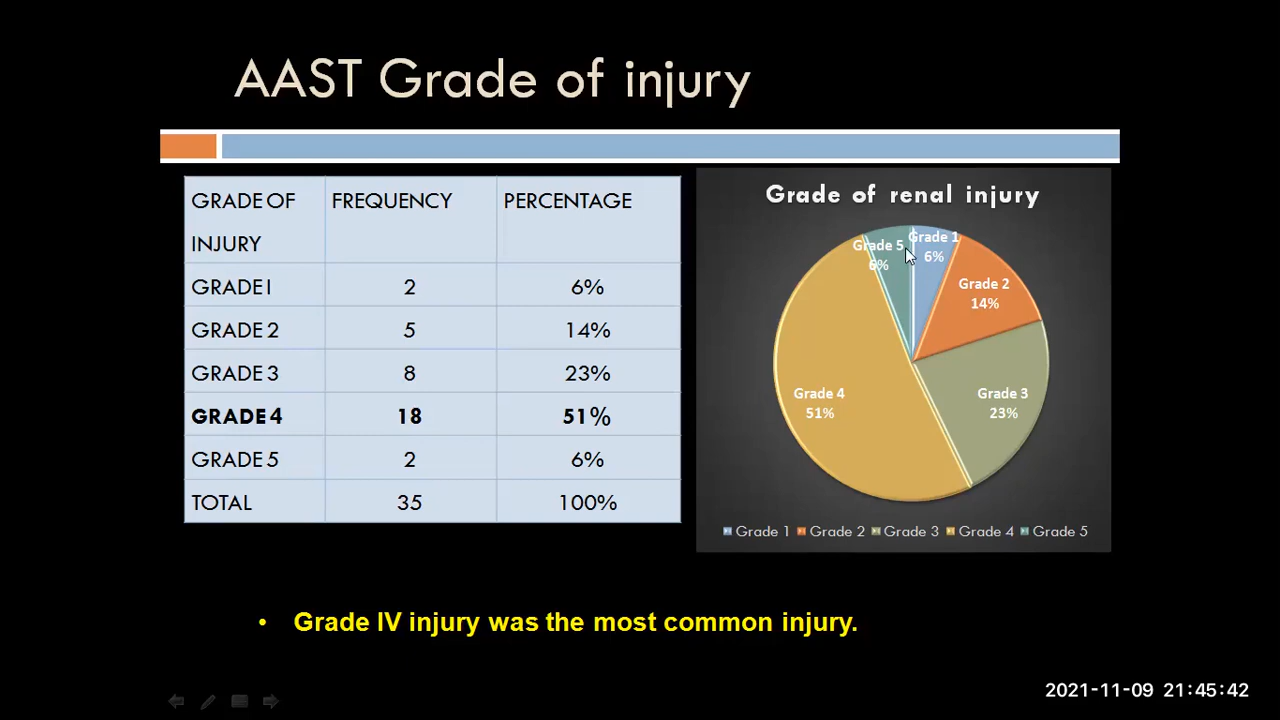 AAST Grade of injury
GRADE OF FREQUENCY PERCENTAGE
INJURY
GRADE I 2 6%
GRADE 2 5 14%
GRADE 3 8 23%
GRADE 4 18 51%
GRADE 5 2 6%
TOTAL 35 100%
Grade of renal injury
Grade 1
6%
Grade 2
14%
Grade 3
23%
Grade 4
51%
Grade 5
6%
Grade 1 Grade 2 Grade 3 Grade 4 Grade 5
• Grade IV injury was the most common injury.
2021-11-09 21:45:42